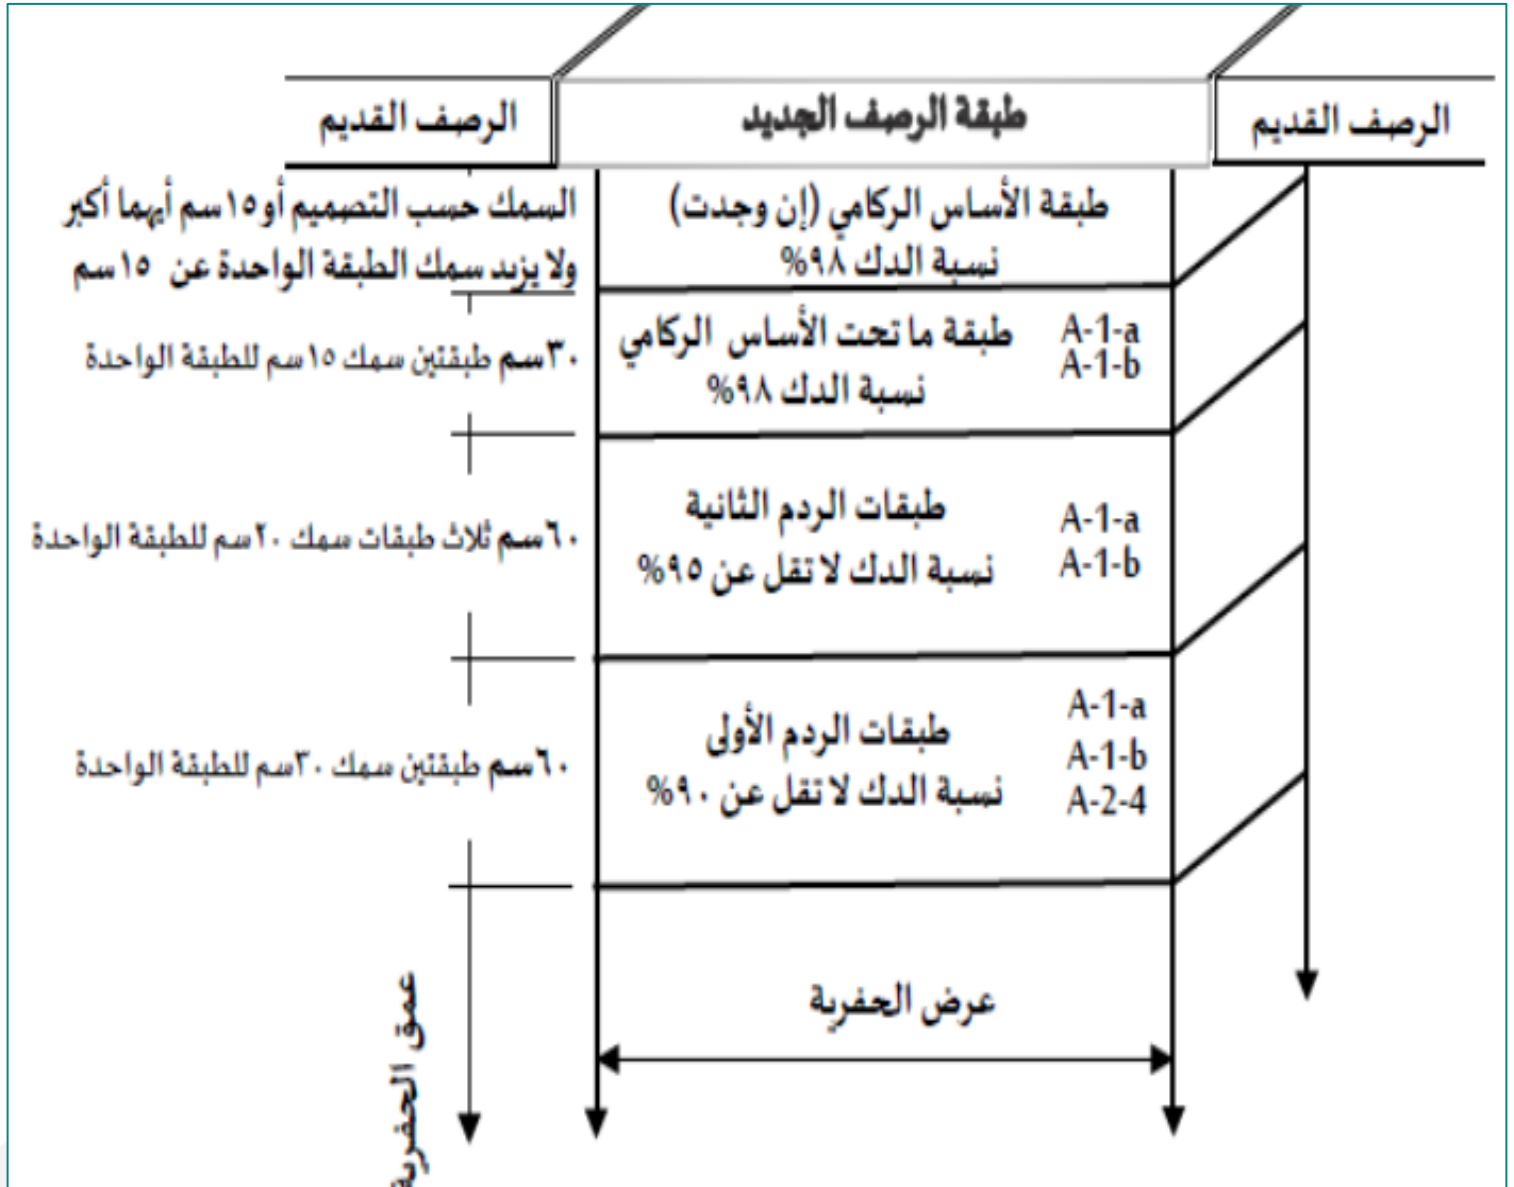 الرصف القديم
طبقة الرصف الجديد
الرصف القديم
طبقة الأساس الركامي (إن وجدت)
نسبة الدك ٩٨%
السمك حسب التصميم أو ١٥سم أيهما أكبر
ولا يزيد سمك الطبقة الواحدة عن ١٥سم
طبقة ما تحت الأساس الركامي
نسبة الدك ٩٨%
A-1-a
A-1-b
٣٠سم طبقتين سمك ١٥سم للطبقة الواحدة
طبقات الردم الثانية
نسبة الدك لا تقل عن ٩٥%
A-1-a
A-1-b
٦٠سم ثلاث طبقات سمك ٢٠سم للطبقة الواحدة
طبقات الردم الأولى
نسبة الدك لا تقل عن ٩٠%
A-1-a
A-1-b
A-2-4
٦٠سم طبقتين سمك ٣٠سم للطبقة الواحدة
عرض الحفرية
عمق الحفرية